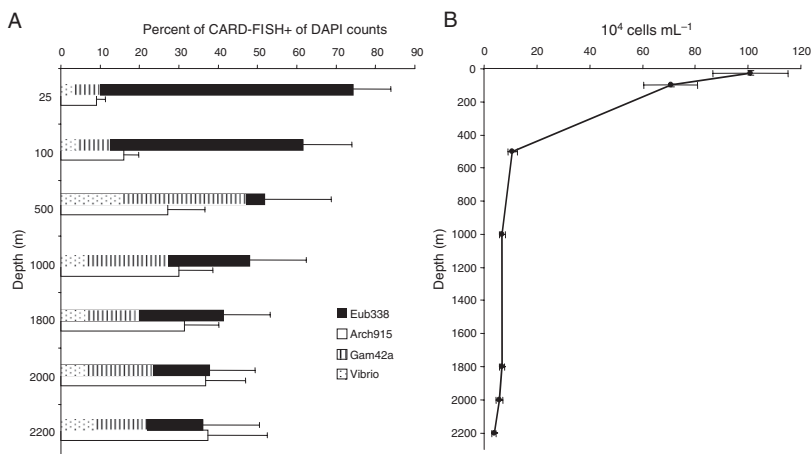 A
Percent of CARD-FISH+ of DAPI counts
0 10 20 30 40 50 60 70 80 90
25
100
500
1000
1800
2000
2200
Depth (m)
Eub338
Arch915
Gam42a
Vibrio
B
10⁴ cells mL⁻¹
0 20 40 60 80 100 120
0
200
400
600
800
1000
1200
1400
1600
1800
2000
2200
Depth (m)